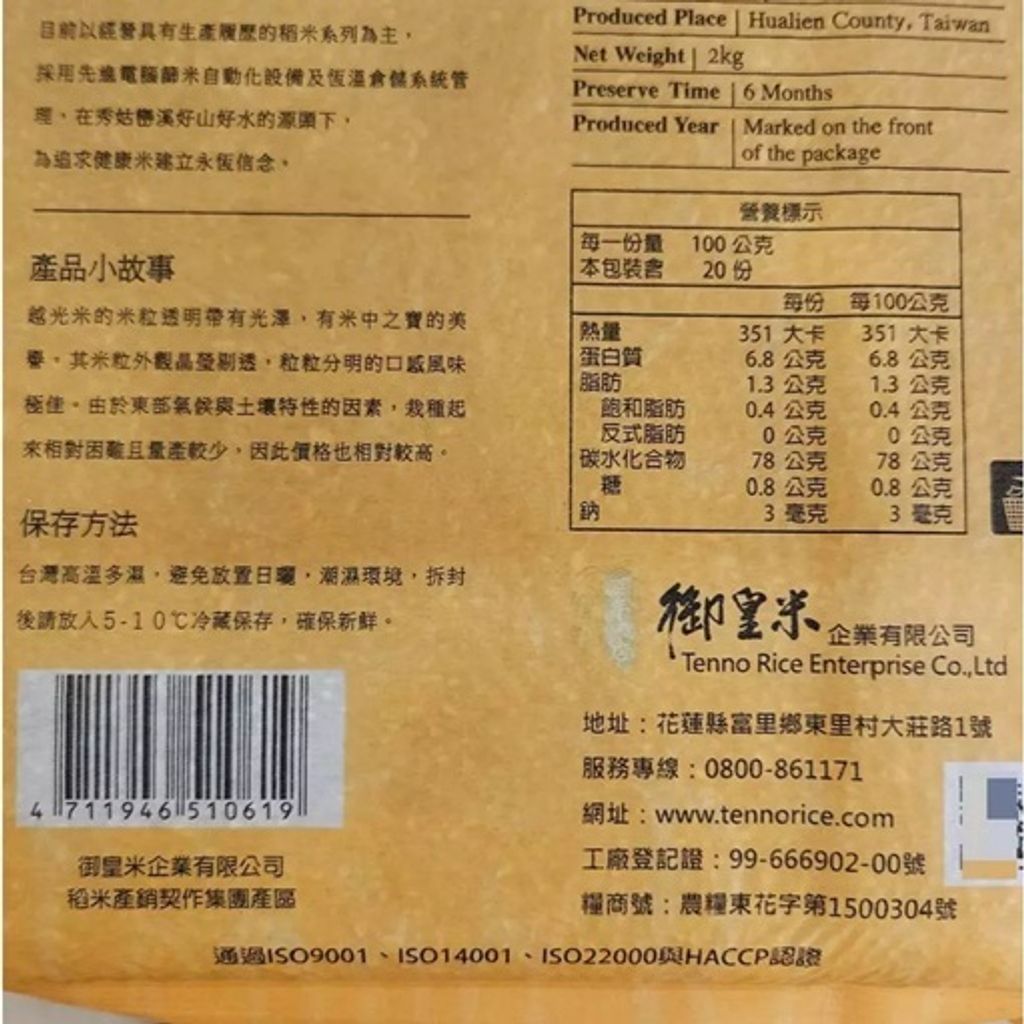 目前以經營具有生產履歷的稻米系列為主，
採用先進電腦篩米自動化設備及恆溫倉儲系統管
理、在秀姑巒溪好山好水的源頭下，
為追求健康米建立永恆信念。
產品小故事
越光米的米粒透明帶有光澤，有米中之寶的美
譽。其米粒外觀晶瑩剔透，粒粒分明的口感風味
極佳。由於東部氣候與土壤特性的因素，栽種起
來相對困難且量產較少，因此價格也相對較高。
保存方法
台灣高溫多濕，避免放置日曬，潮濕環境，拆封
後請放入5-10℃冷藏保存，確保新鮮。
4 711946 510619
御皇米企業有限公司
稻米產銷契作集團產區
Produced Place | Hualien County, Taiwan
Net Weight | 2kg
Preserve Time | 6 Months
Produced Year | Marked on the front
of the package
營養標示
每一份量 100 公克
本包裝含 20 份
每份 每100公克
熱量 351 大卡 351 大卡
蛋白質 6.8 公克 6.8 公克
脂肪 1.3 公克 1.3 公克
飽和脂肪 0.4 公克 0.4 公克
反式脂肪 0 公克 0 公克
碳水化合物 78 公克 78 公克
糖 0.8 公克 0.8 公克
鈉 3 毫克 3 毫克
御皇米企業有限公司
Tenno Rice Enterprise Co.,Ltd
地址：花蓮縣富里鄉東里村大莊路1號
服務專線：0800-861171
網址：www.tennorice.com
工廠登記證：99-666902-00號
糧商號：農糧東花字第1500304號
通過ISO9001、ISO14001、ISO22000與HACCP認證